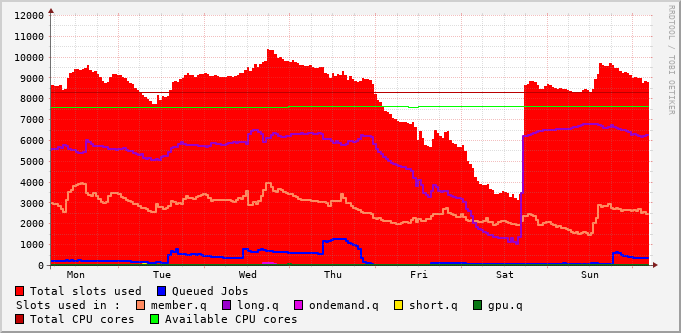 12000
11000
10000
9000
8000
7000
6000
5000
4000
3000
2000
1000
0
Mon Tue Wed Thu Fri Sat Sun
RRDTOOL / TOBI OETIKER
Total slots used Queued Jobs
Slots used in : member.q long.q ondemand.q short.q gpu.q
Total CPU cores Available CPU cores